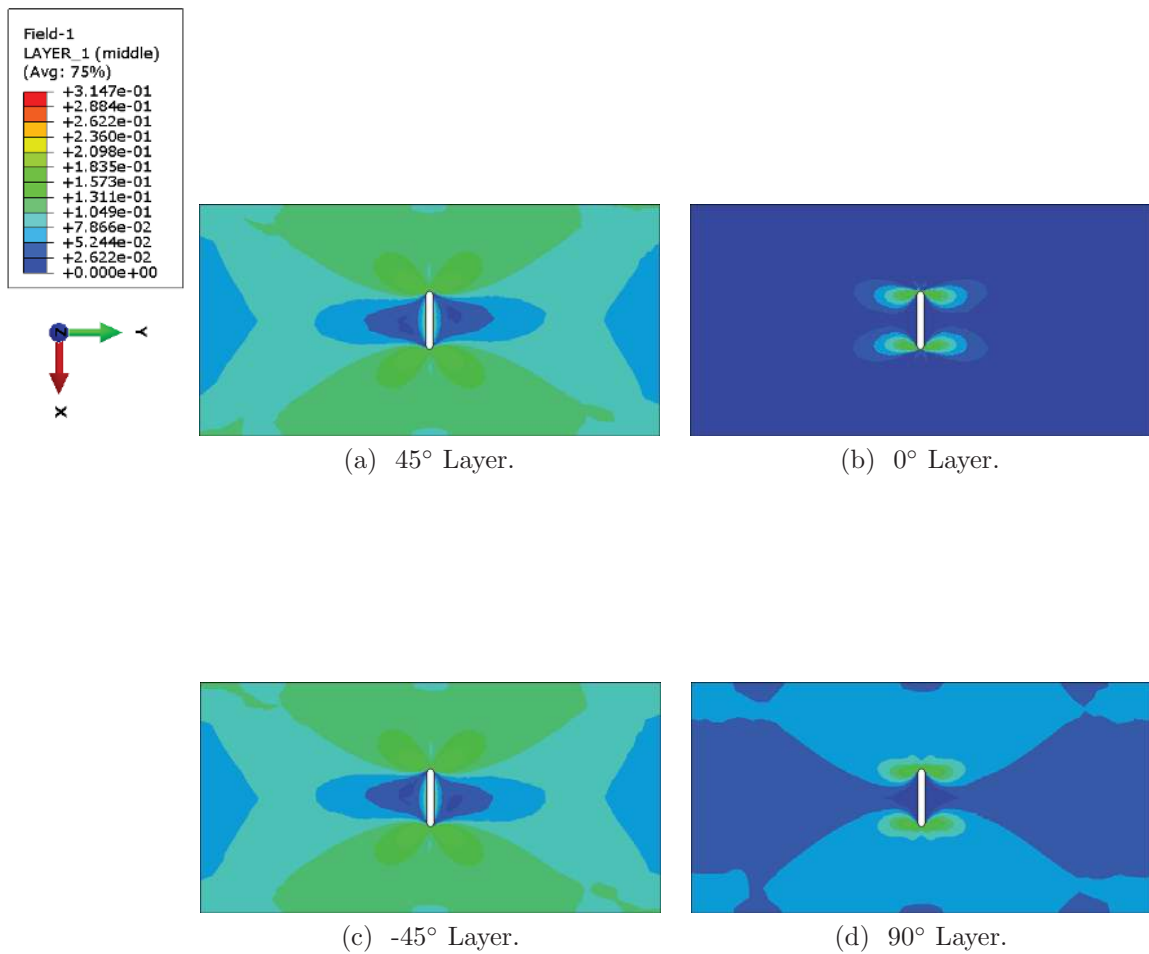 Field-1
LAYER_1 (middle)
(Avg: 75%)
+3.147e-01
+2.884e-01
+2.622e-01
+2.360e-01
+2.098e-01
+1.835e-01
+1.573e-01
+1.311e-01
+1.049e-01
+7.866e-02
+5.244e-02
+2.622e-02
+0.000e+00
Z
Y
X
(a) 45° Layer.
(b) 0° Layer.
(c) -45° Layer.
(d) 90° Layer.